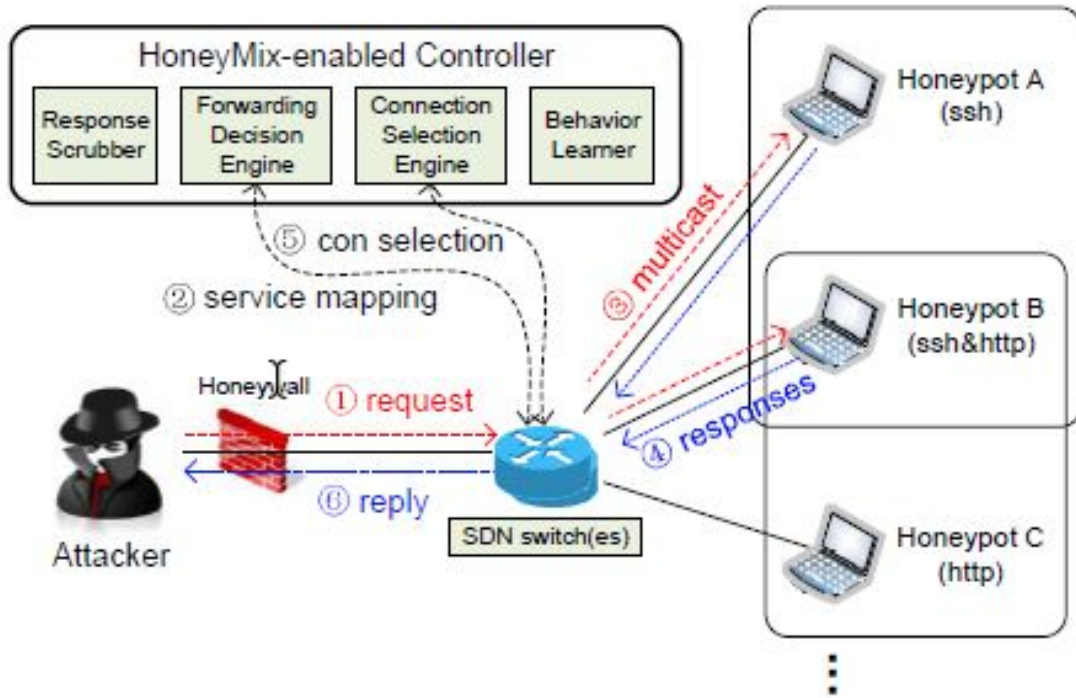 HoneyMix-enabled Controller
Response
Scrubber
Forwarding
Decision
Engine
Connection
Selection
Engine
Behavior
Learner
⑤ con selection
② service mapping
Honeywall
① request
⑥ reply
Attacker
SDN switch(es)
③ multicast
④ responses
Honeypot A
(ssh)
Honeypot B
(ssh&http)
Honeypot C
(http)